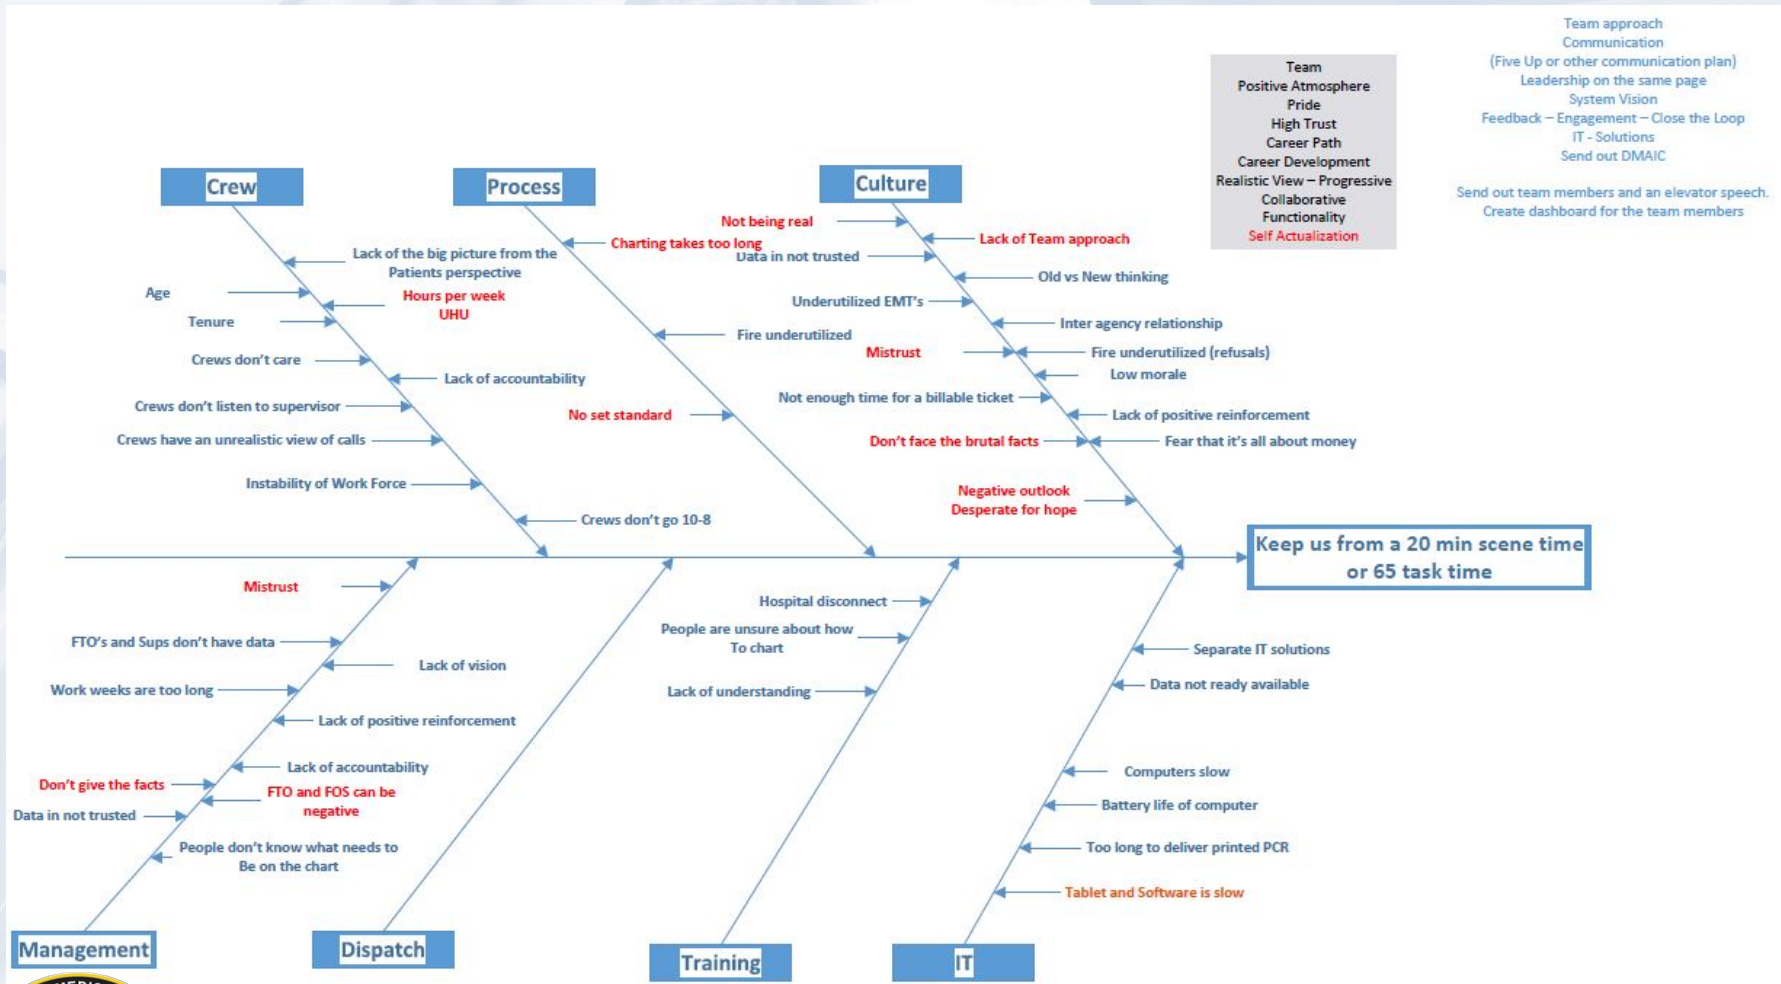 Team approach
Communication
(Five Up or other communication plan)
Leadership on the same page
System Vision
Feedback – Engagement – Close the Loop
IT - Solutions
Send out DMAIC
Send out team members and an elevator speech.
Create dashboard for the team members
Team
Positive Atmosphere
Pride
High Trust
Career Path
Career Development
Realistic View – Progressive
Collaborative
Functionality
Self Actualization
Crew
Lack of the big picture from the
Patients perspective
Age
Hours per week
UHU
Tenure
Crews don't care
Lack of accountability
Crews don't listen to supervisor
Crews have an unrealistic view of calls
Instability of Work Force
Crews don't go 10-8
Process
Charting takes too long
Fire underutilized
No set standard
Culture
Not being real
Lack of Team approach
Data in not trusted
Old vs New thinking
Underutilized EMT's
Inter agency relationship
Mistrust
Fire underutilized (refusals)
Low morale
Not enough time for a billable ticket
Lack of positive reinforcement
Don't face the brutal facts
Fear that it's all about money
Negative outlook
Desperate for hope
Keep us from a 20 min scene time
or 65 task time
Mistrust
FTO's and Sups don't have data
Lack of vision
Work weeks are too long
Lack of positive reinforcement
Lack of accountability
Don't give the facts
FTO and FOS can be
negative
Data in not trusted
People don't know what needs to
Be on the chart
Management
Dispatch
Hospital disconnect
People are unsure about how
To chart
Lack of understanding
Training
Separate IT solutions
Data not ready available
Computers slow
Battery life of computer
Too long to deliver printed PCR
Tablet and Software is slow
IT